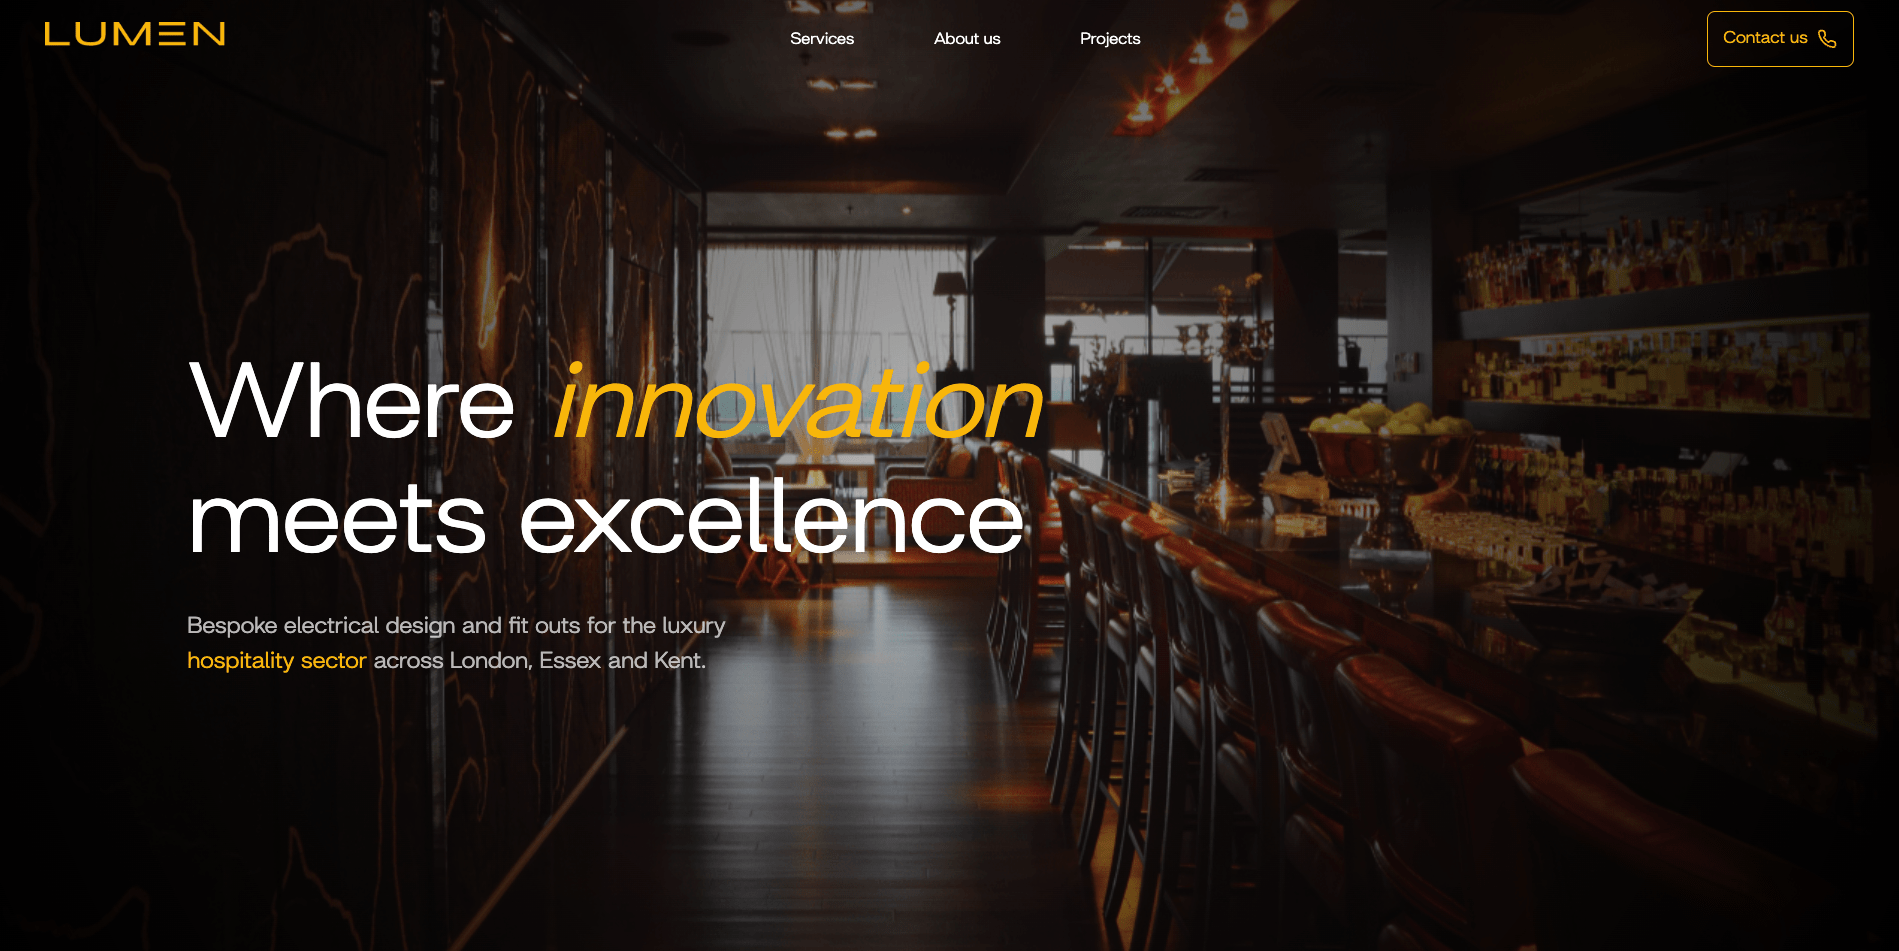 LUMEN
Services
About us
Projects
Contact us
Where innovation
meets excellence
Bespoke electrical design and fit outs for the luxury
hospitality sector across London, Essex and Kent.